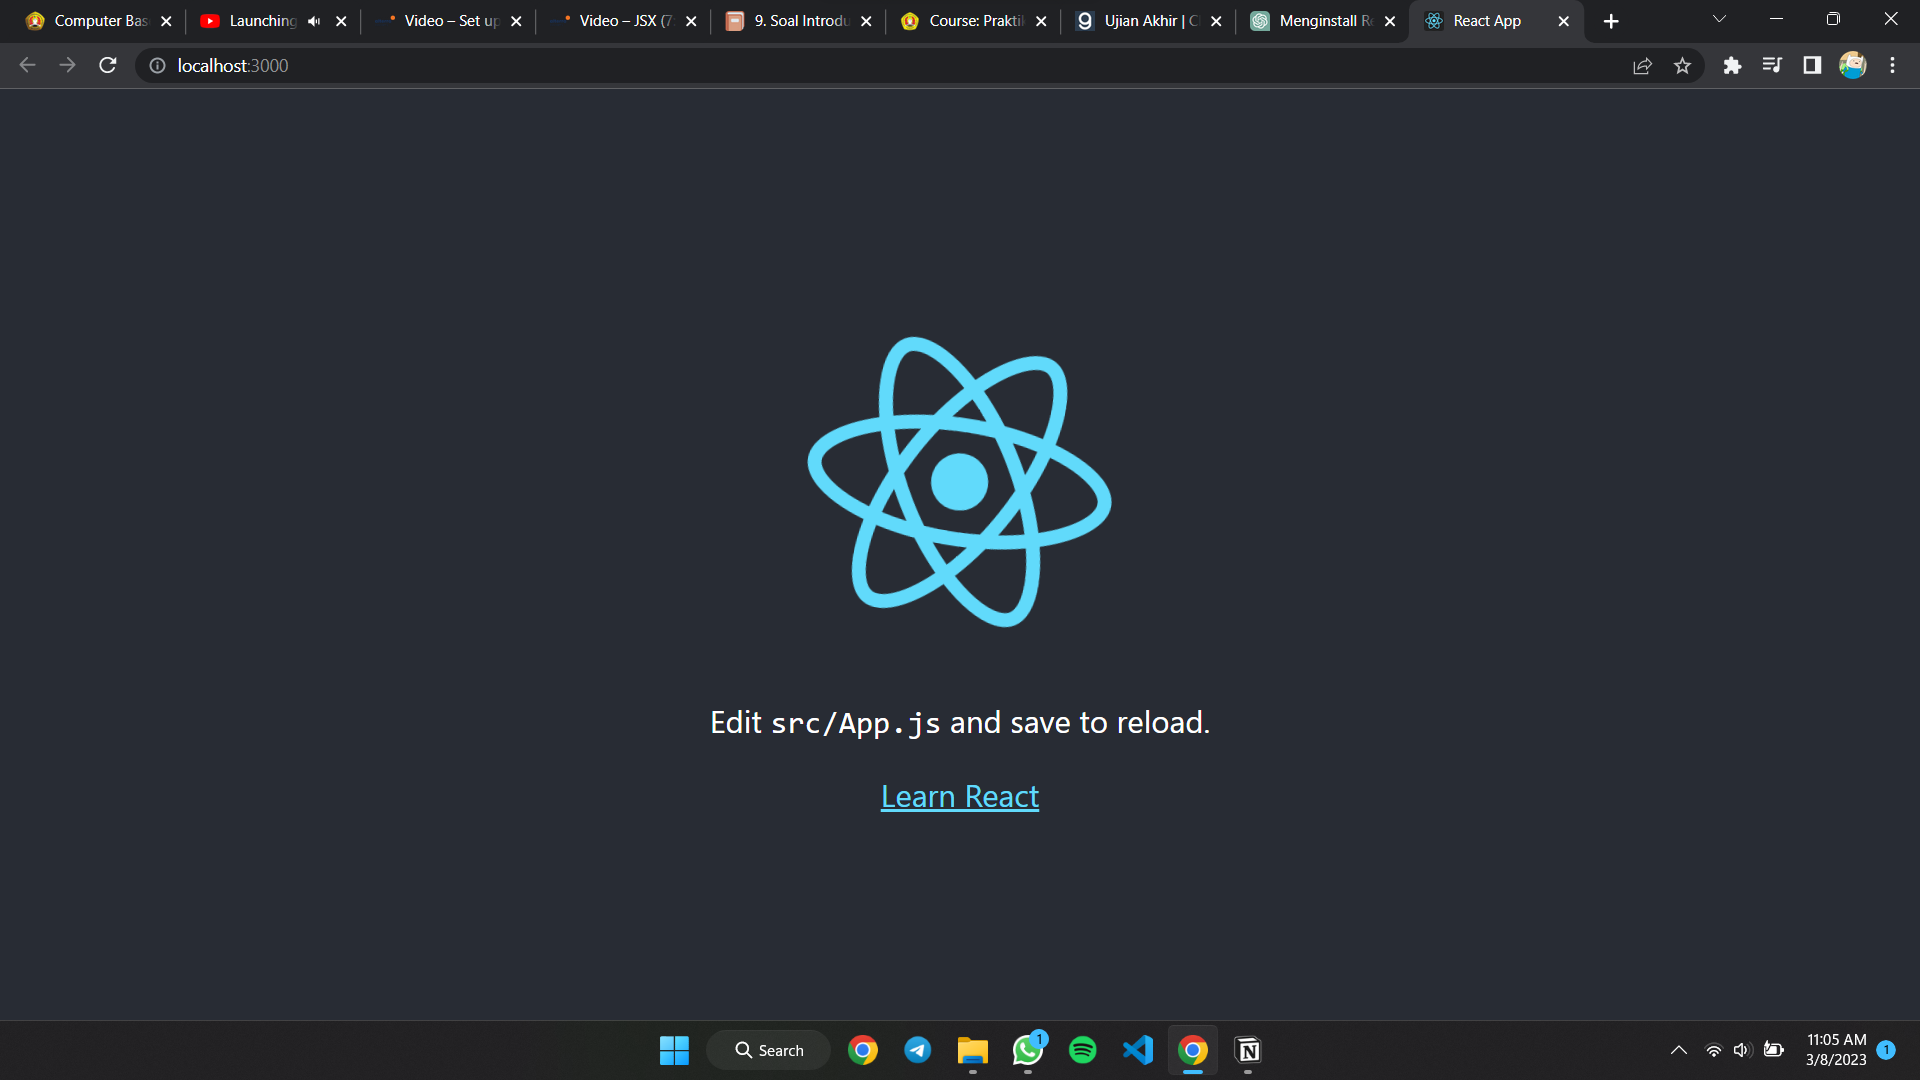 Computer Bas
Launching
Video – Set up
Video – JSX (7:
9. Soal Introdu
Course: Prakti
Ujian Akhir | C
Menginstall Re
React App
localhost:3000
Edit src/App.js and save to reload.
Learn React
Search
1
11:05 AM
3/8/2023
1